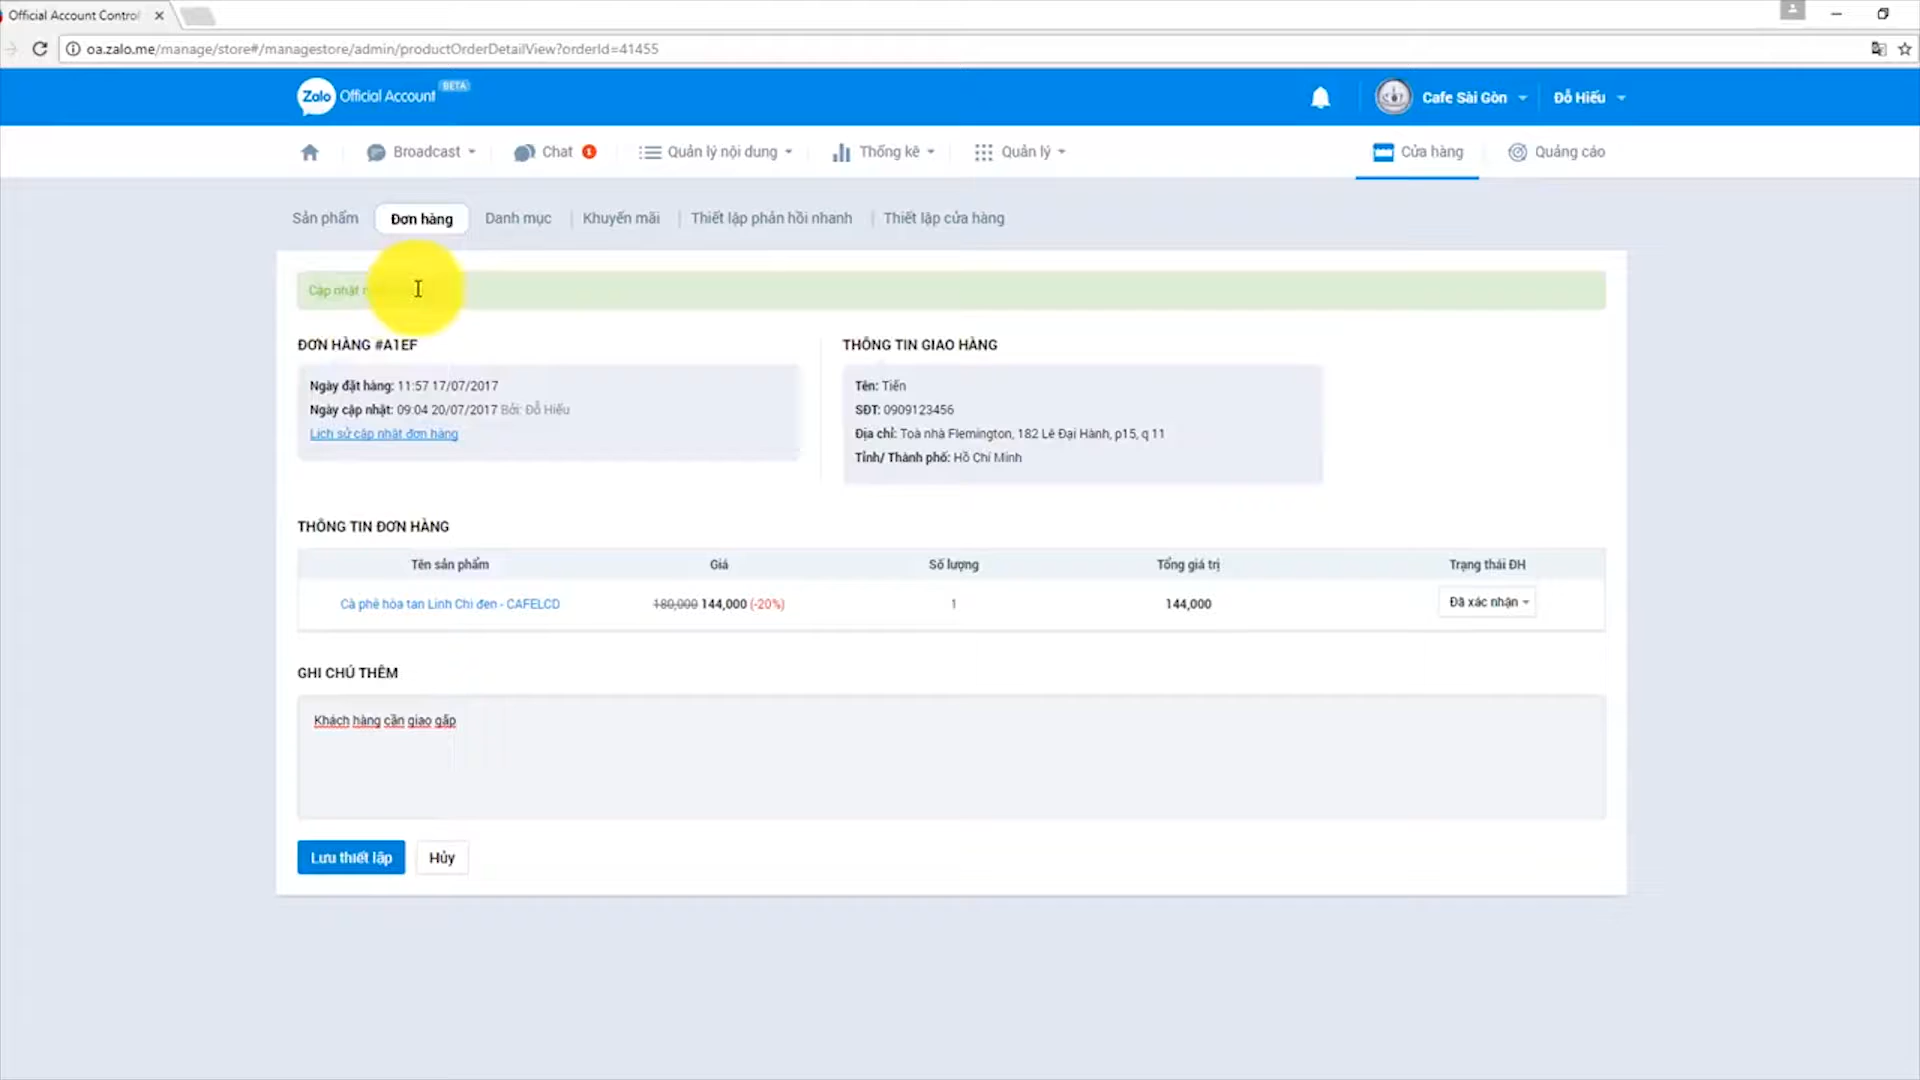 Official Account Control
oa.zalo.me/manage/store#/managestore/admin/productOrderDetailView?orderId=41455
Zalo Official Account BETA
Cafe Sài Gòn
Đỗ Hiếu
Broadcast
Chat 1
Quản lý nội dung
Thống kê
Quản lý
Cửa hàng
Quảng cáo
Sản phẩm
Đơn hàng
Danh mục
Khuyến mãi
Thiết lập phản hồi nhanh
Thiết lập cửa hàng
Cập nhật
ĐƠN HÀNG #A1EF
Ngày đặt hàng: 11:57 17/07/2017
Ngày cập nhật: 09:04 20/07/2017 Bởi: Đỗ Hiếu
Lịch sử cập nhật đơn hàng
THÔNG TIN GIAO HÀNG
Tên: Tiến
SĐT: 0909123456
Địa chỉ: Toà nhà Flemington, 182 Lê Đại Hành, p15, q 11
Tỉnh/ Thành phố: Hồ Chí Minh
THÔNG TIN ĐƠN HÀNG
Tên sản phẩm Giá Số lượng Tổng giá trị Trạng thái ĐH
Cà phê hòa tan Linh Chi đen - CAFELCD 180,000 144,000 (-20%) 1 144,000 Đã xác nhận
GHI CHÚ THÊM
Khách hàng cần giao gấp
Lưu thiết lập
Hủy